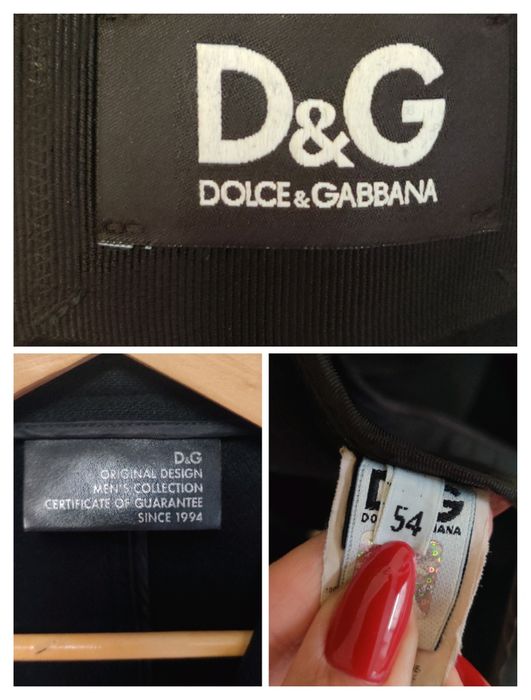 D&G
DOLCE & GABBANA
D&G
ORIGINAL DESIGN
MEN'S COLLECTION
CERTIFICATE OF GUARANTEE
SINCE 1994
54